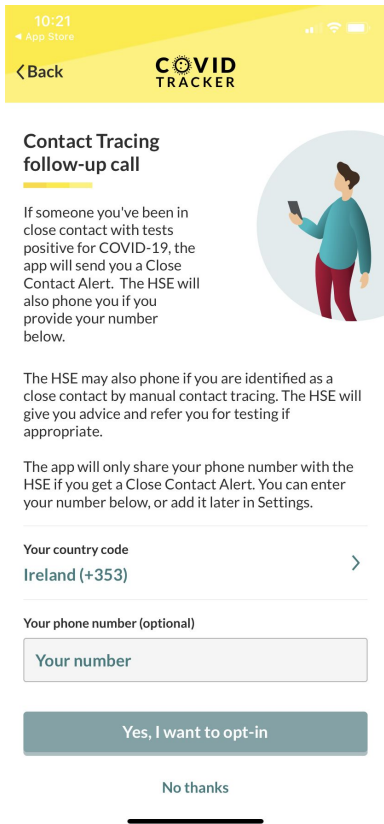 10:21
◀ App Store
Back
COVID
TRACKER
Contact Tracing
follow-up call
If someone you've been in
close contact with tests
positive for COVID-19, the
app will send you a Close
Contact Alert.  The HSE will
also phone you if you
provide your number
below.
The HSE may also phone if you are identified as a
close contact by manual contact tracing. The HSE will
give you advice and refer you for testing if
appropriate.
The app will only share your phone number with the
HSE if you get a Close Contact Alert. You can enter
your number below, or add it later in Settings.
Your country code
Ireland (+353)
Your phone number (optional)
Your number
Yes, I want to opt-in
No thanks